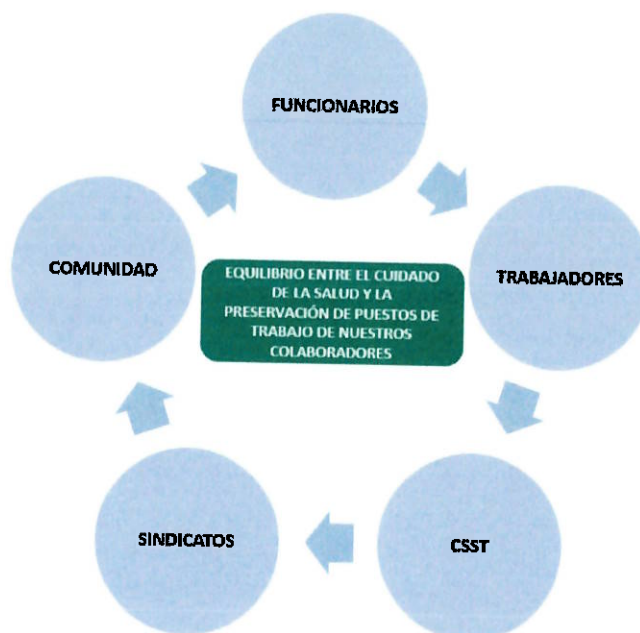 FUNCIONARIOS
COMUNIDAD
TRABAJADORES
EQUILIBRIO ENTRE EL CUIDADO
DE LA SALUD Y LA
PRESERVACIÓN DE PUESTOS DE
TRABAJO DE NUESTROS
COLABORADORES
SINDICATOS
CSST